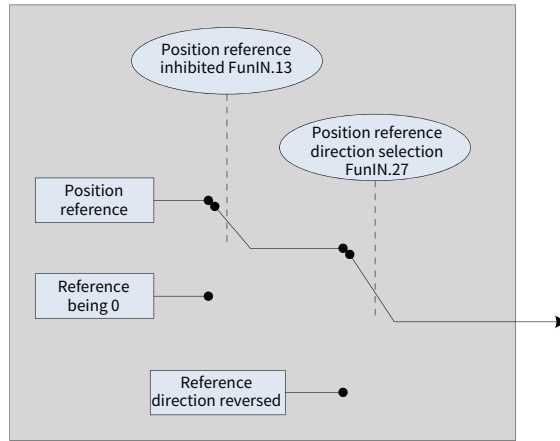 Position reference
inhibited FunIN.13
Position reference
direction selection
FunIN.27
Position
reference
Reference
being 0
Reference
direction reversed